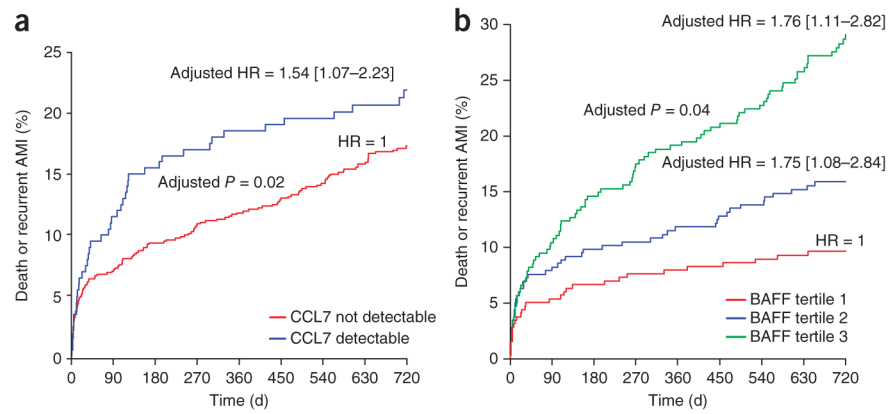 a
Death or recurrent AMI (%)
25
20
15
10
5
0
Adjusted HR = 1.54 [1.07–2.23]
HR = 1
Adjusted P = 0.02
CCL7 not detectable
CCL7 detectable
0 90 180 270 360 450 540 630 720
Time (d)
b
Death or recurrent AMI (%)
30
25
20
15
10
5
0
Adjusted HR = 1.76 [1.11–2.82]
Adjusted P = 0.04
Adjusted HR = 1.75 [1.08–2.84]
HR = 1
BAFF tertile 1
BAFF tertile 2
BAFF tertile 3
0 90 180 270 360 450 540 630 720
Time (d)